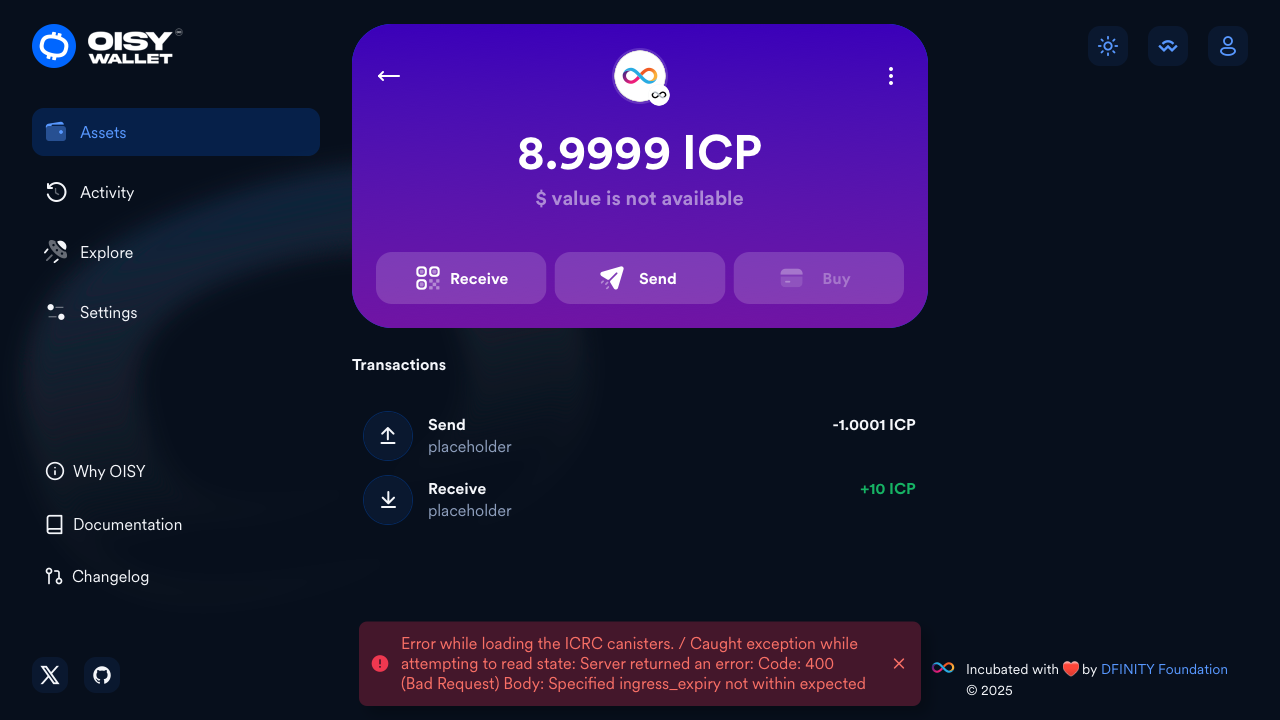 OISY
WALLET
Assets
Activity
Explore
Settings
Why OISY
Documentation
Changelog
8.9999 ICP
$ value is not available
Receive
Send
Buy
Transactions
Send
-1.0001 ICP
placeholder
Receive
+10 ICP
placeholder
Error while loading the ICRC canisters. / Caught exception while
attempting to read state: Server returned an error: Code: 400
(Bad Request) Body: Specified ingress_expiry not within expected
Incubated with ❤️ by DFINITY Foundation
© 2025